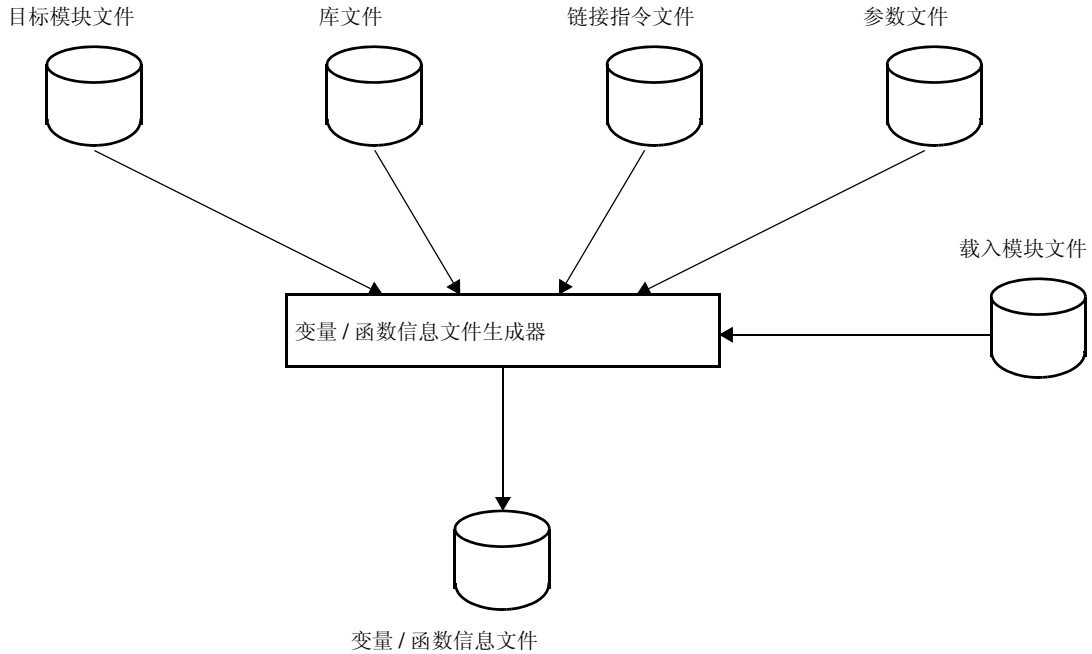 目标模块文件
库文件
链接指令文件
参数文件
载入模块文件
变量 / 函数信息文件生成器
变量 / 函数信息文件